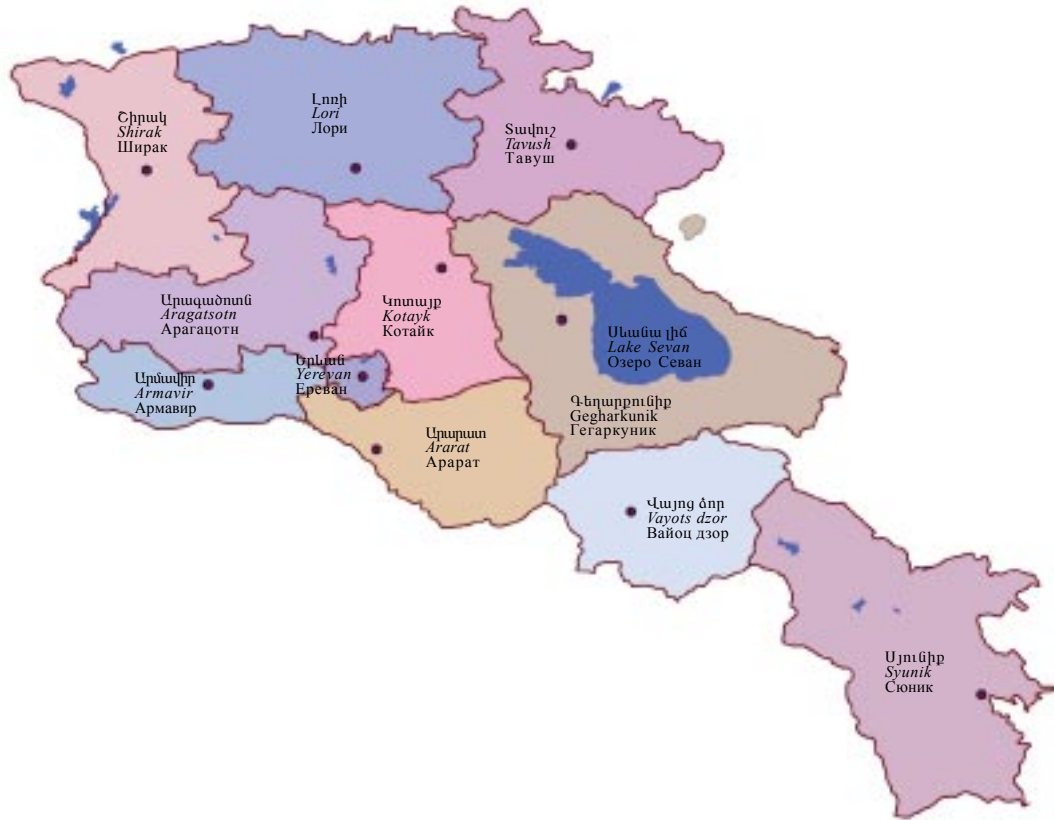 Շիրակ
Shirak
Ширак
Լոռի
Lori
Лори
Տավուշ
Tavush
Тавуш
Արագածոտն
Aragatsotn
Арагацотн
Կոտայք
Kotayk
Котайк
Սևանա լիճ
Lake Sevan
Озеро Севан
Երևան
Yerevan
Ереван
Արմավիր
Armavir
Армавир
Գեղարքունիք
Gegharkunik
Гегаркуник
Արարատ
Ararat
Арарат
Վայոց ձոր
Vayots dzor
Вайоц дзор
Սյունիք
Syunik
Сюник